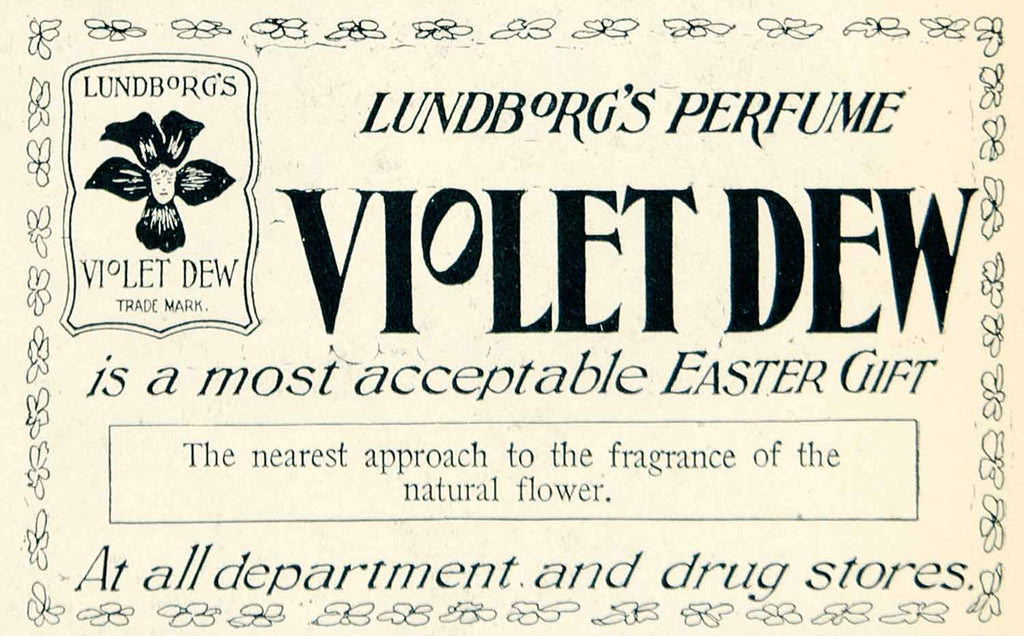 LUNDBORG'S
VIOLET DEW
TRADE MARK.
LUNDBORG'S PERFUME
VIOLET DEW
is a most acceptable EASTER GIFT
The nearest approach to the fragrance of the
natural flower.
At all department and drug stores.